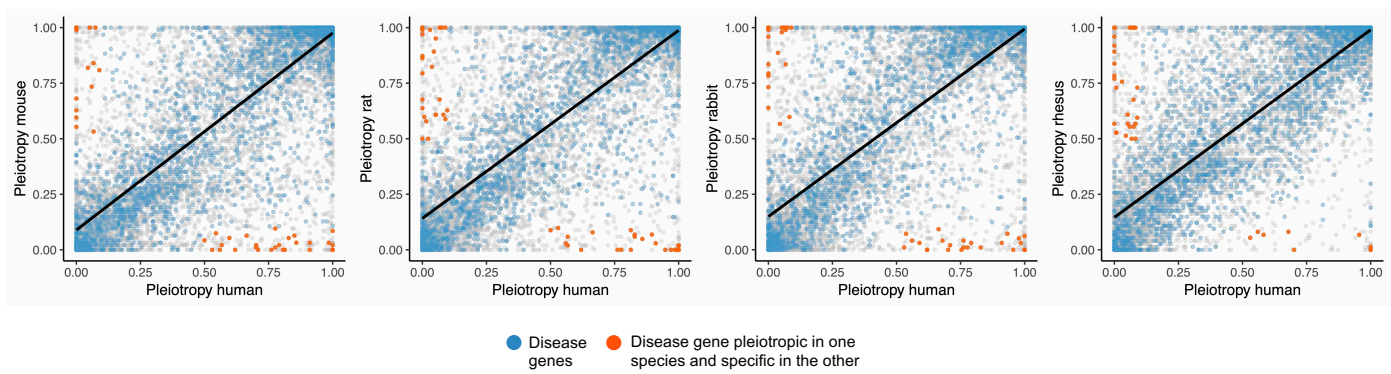 1.00
0.75
0.50
0.25
0.00
Pleiotropy mouse
0.00 0.25 0.50 0.75 1.00
Pleiotropy human
1.00
0.75
0.50
0.25
0.00
Pleiotropy rat
0.00 0.25 0.50 0.75 1.00
Pleiotropy human
1.00
0.75
0.50
0.25
0.00
Pleiotropy rabbit
0.00 0.25 0.50 0.75 1.00
Pleiotropy human
1.00
0.75
0.50
0.25
0.00
Pleiotropy rhesus
0.00 0.25 0.50 0.75 1.00
Pleiotropy human
Disease
genes
Disease gene pleiotropic in one
species and specific in the other